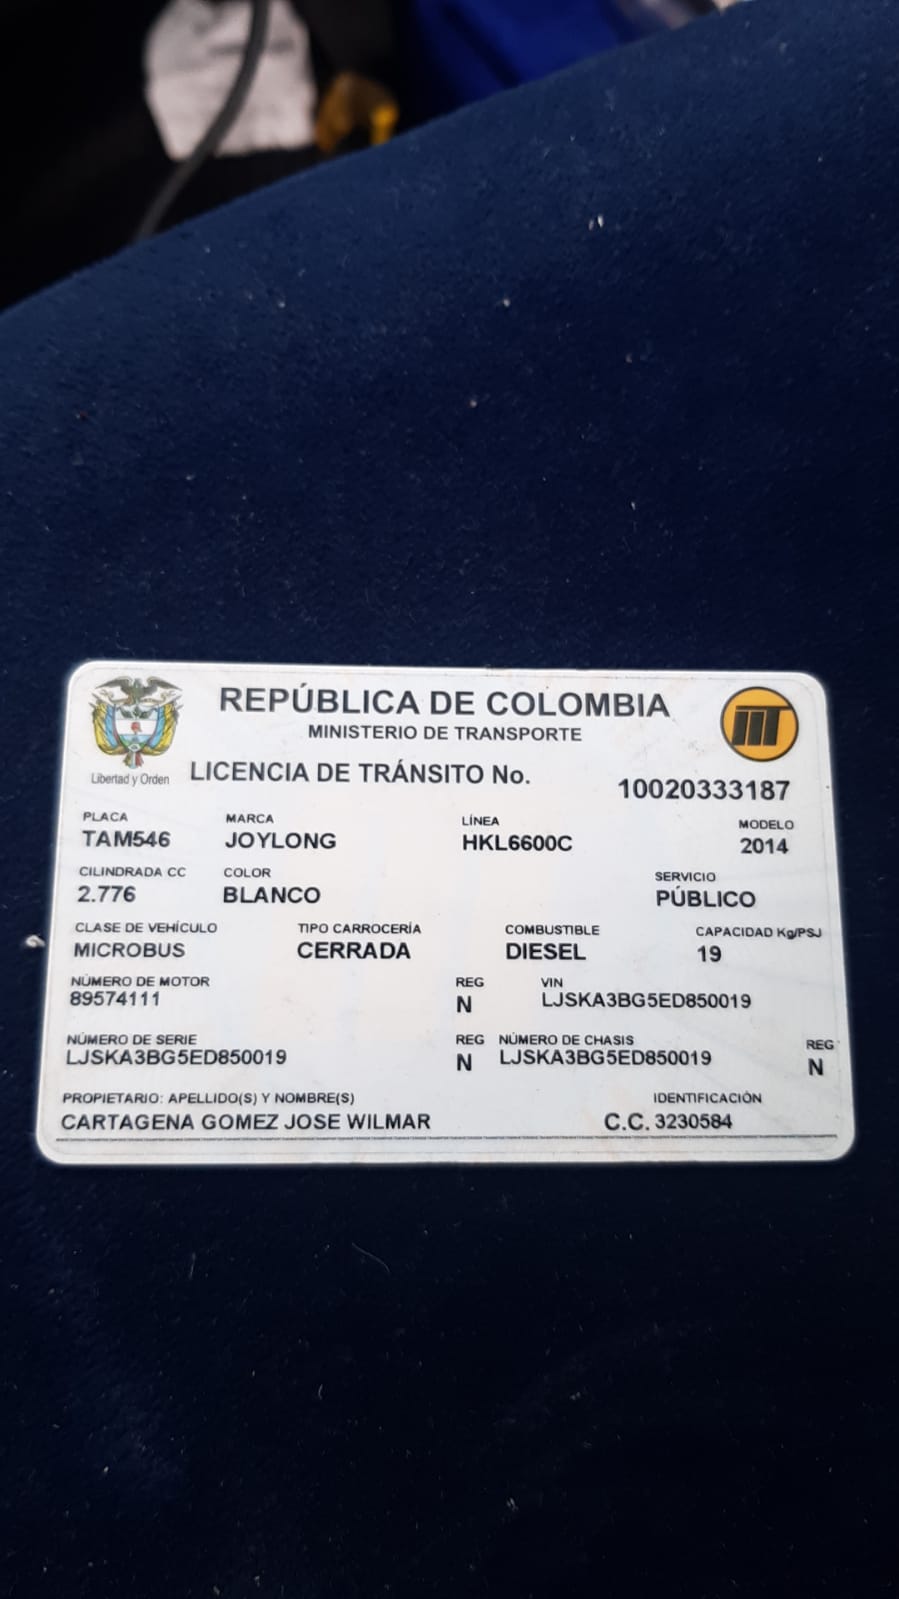 REPÚBLICA DE COLOMBIA
MINISTERIO DE TRANSPORTE
Libertad y Orden
LICENCIA DE TRÁNSITO No. 10020333187
PLACA MARCA LÍNEA MODELO
TAM546 JOYLONG HKL6600C 2014
CILINDRADA CC COLOR SERVICIO
2.776 BLANCO PÚBLICO
CLASE DE VEHÍCULO TIPO CARROCERÍA COMBUSTIBLE CAPACIDAD Kg/PSJ
MICROBUS CERRADA DIESEL 19
NÚMERO DE MOTOR REG VIN
89574111 N LJSKA3BG5ED850019
NÚMERO DE SERIE REG NÚMERO DE CHASIS REG
LJSKA3BG5ED850019 N LJSKA3BG5ED850019 N
PROPIETARIO: APELLIDO(S) Y NOMBRE(S) IDENTIFICACIÓN
CARTAGENA GOMEZ JOSE WILMAR C.C. 3230584